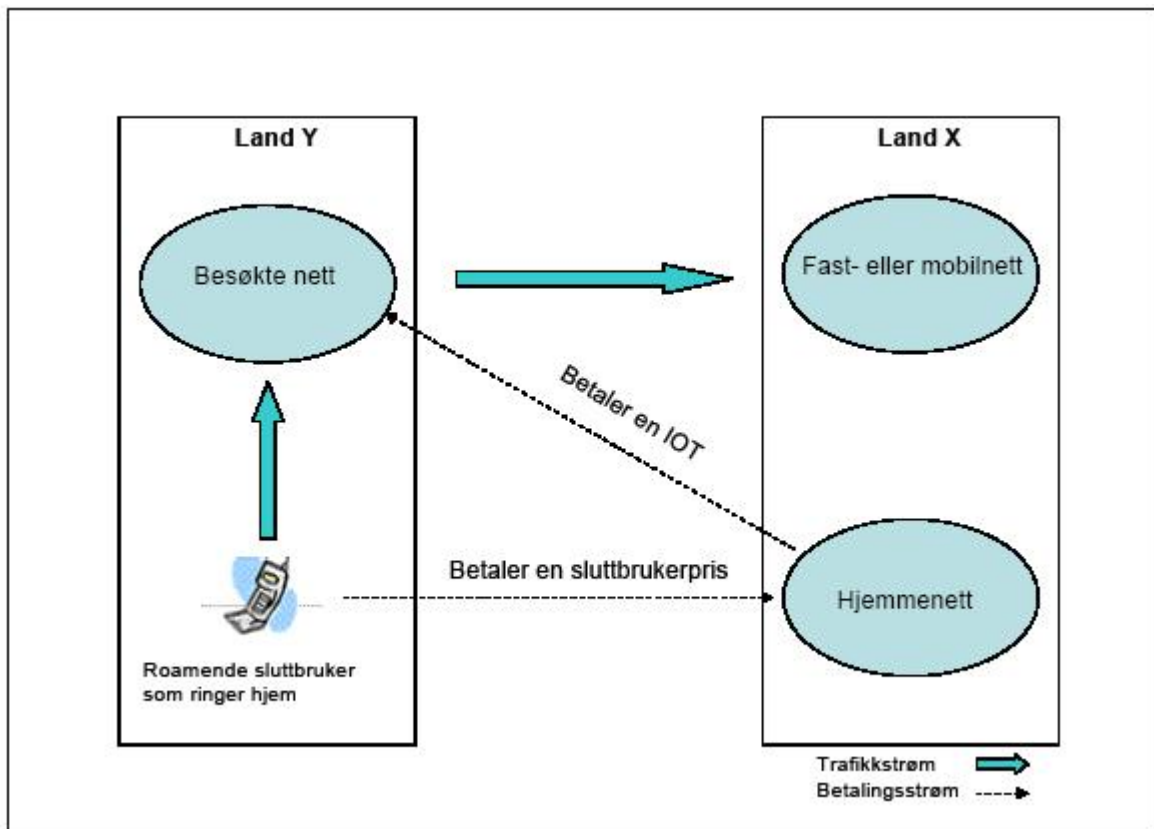 Land Y
Land X
Besøkte nett
Fast- eller mobilnett
Betaler en IOT
Betaler en sluttbrukerpris
Hjemmenett
Roamende sluttbruker
som ringer hjem
Trafikkstrøm
Betalingsstrøm